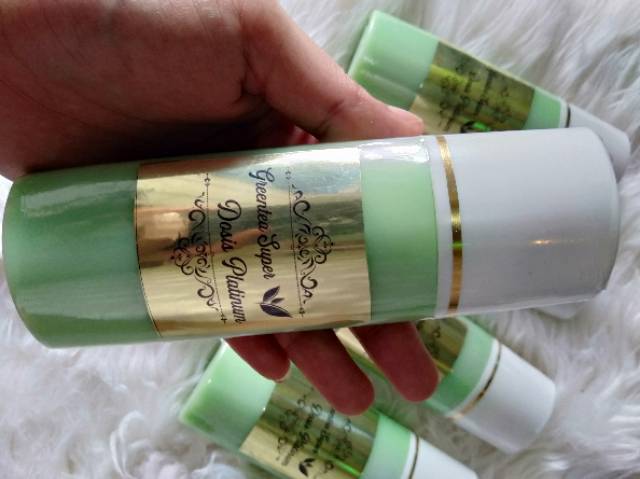 Greentea Super
Dosis Platinum